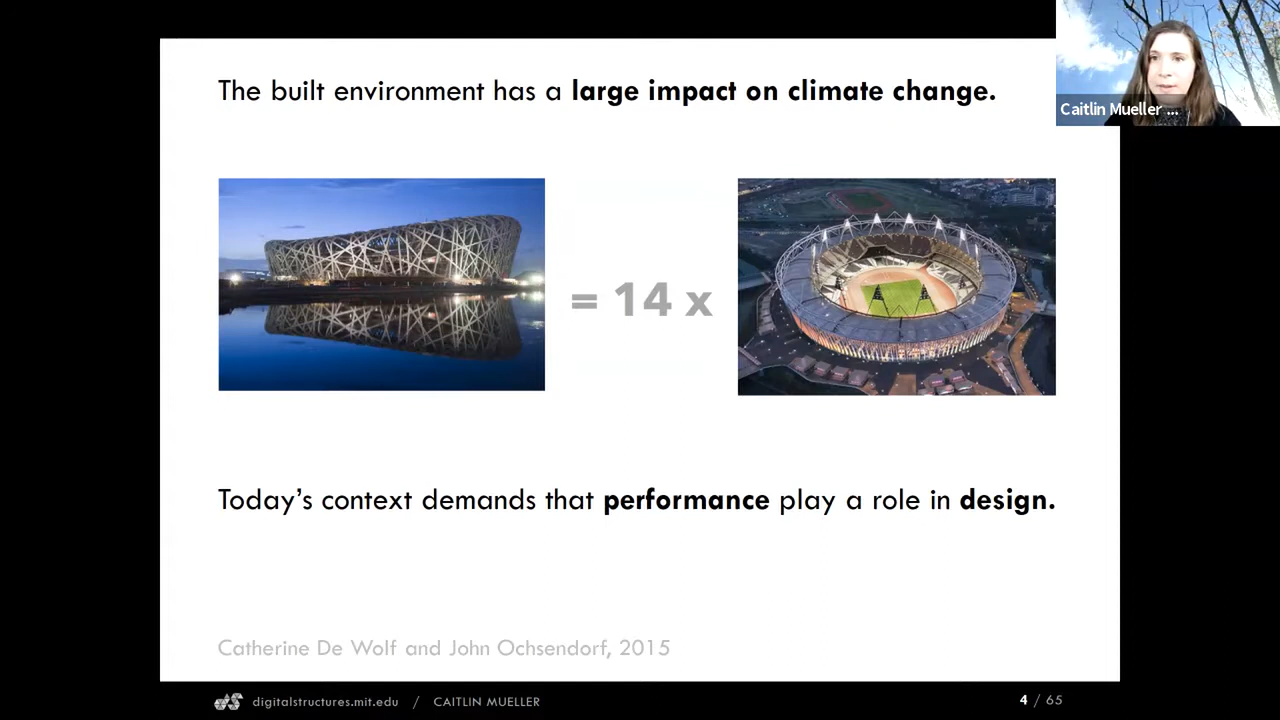 The built environment has a large impact on climate change.
Caitlin Mueller ...
= 14 x
Today’s context demands that performance play a role in design.
Catherine De Wolf and John Ochsendorf, 2015
digitalstructures.mit.edu / CAITLIN MUELLER
4 / 65